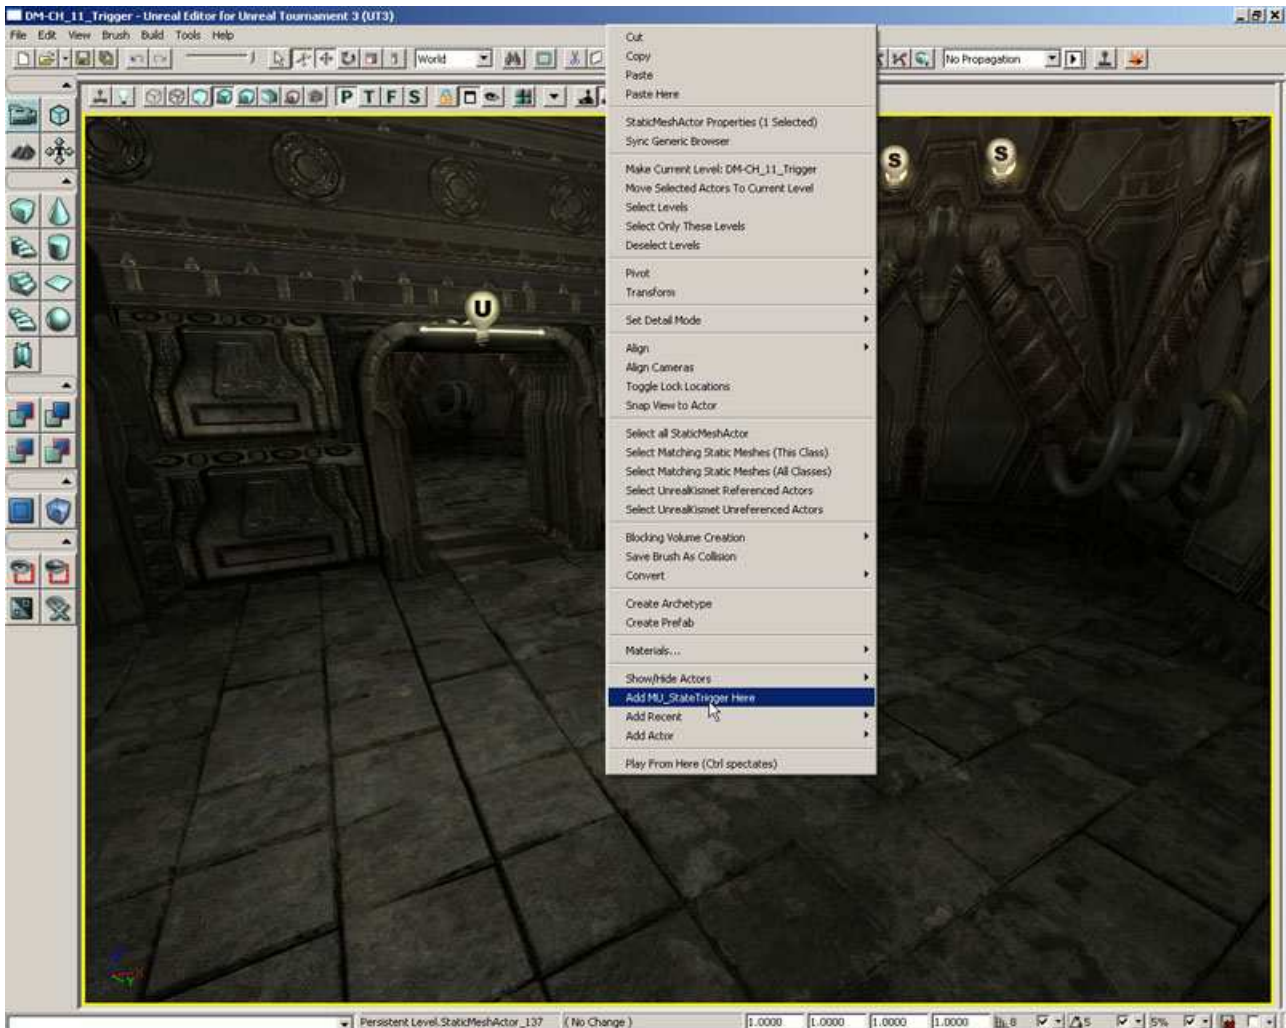 DM-CH_11_Trigger - Unreal Editor for Unreal Tournament 3 (UT3)
File Edit View Brush Build Tools Help
World
No Propagation
P T F S
Cut
Copy
Paste
Paste Here
StaticMeshActor Properties (1 Selected)
Sync Generic Browser
Make Current Level: DM-CH_11_Trigger
Move Selected Actors To Current Level
Select Levels
Select Only These Levels
Deselect Levels
Pivot
Transform
Set Detail Mode
Align
Align Cameras
Toggle Lock Locations
Snap View to Actor
Select all StaticMeshActor
Select Matching Static Meshes (This Class)
Select Matching Static Meshes (All Classes)
Select UnrealKismet Referenced Actors
Select UnrealKismet Unreferenced Actors
Blocking Volume Creation
Save Brush As Collision
Convert
Create Archetype
Create Prefab
Materials...
Show/Hide Actors
Add MU_StateTrigger Here
Add Recent
Add Actor
Play From Here (Ctrl spectates)
S
S
U
X
Y
Persistent Level.StaticMeshActor_137 (No Change) 1.0000 1.0000 1.0000 1.0000 8 5 5%